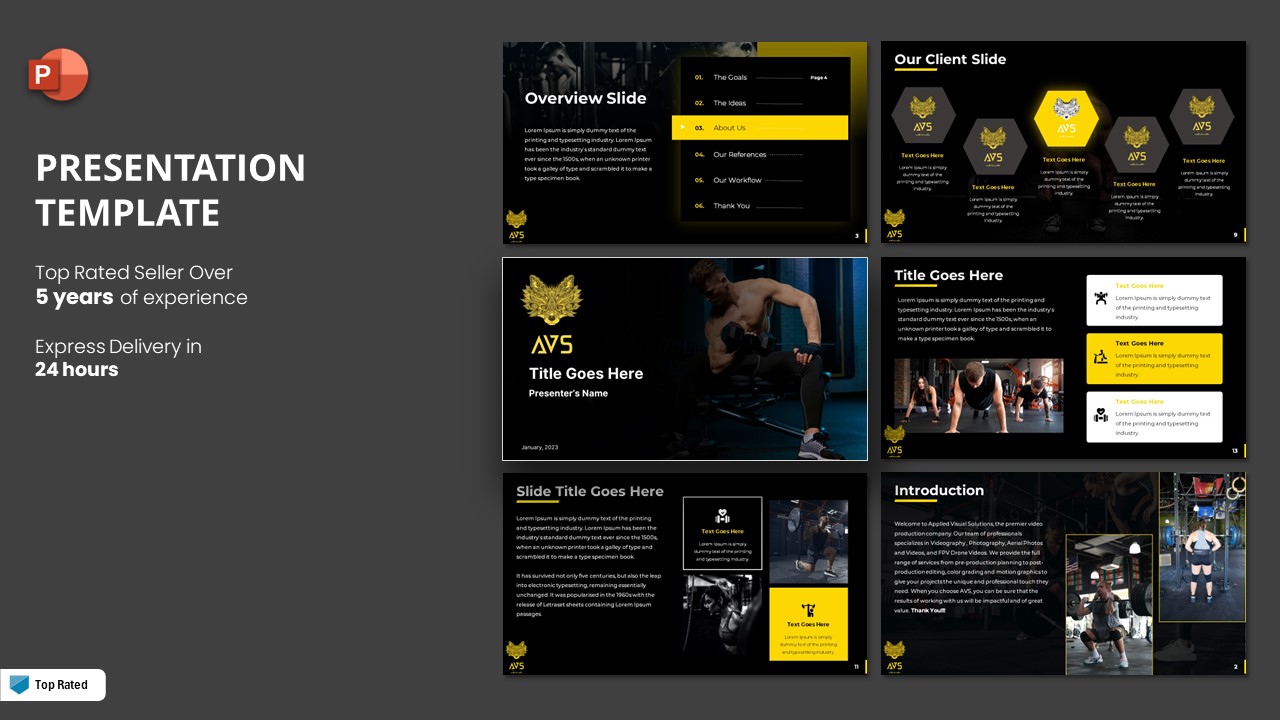 P
PRESENTATION
TEMPLATE
Top Rated Seller Over
5 years of experience
Express Delivery in
24 hours
Top Rated
Overview Slide
Lorem Ipsum is simply dummy text of the
printing and typesetting industry. Lorem Ipsum
has been the industry's standard dummy text
ever since the 1500s, when an unknown printer
took a galley of type and scrambled it to make a
type specimen book.
01. The Goals Page 4
02. The Ideas
03. About Us
04. Our References
05. Our Workflow
06. Thank You
AVS
3
Our Client Slide
AVS
Text Goes Here
Lorem Ipsum is simply
dummy text of the
printing and typesetting
industry.
AVS
Text Goes Here
Lorem Ipsum is simply
dummy text of the
printing and typesetting
industry.
AVS
Text Goes Here
Lorem Ipsum is simply
dummy text of the
printing and typesetting
industry.
AVS
Text Goes Here
Lorem Ipsum is simply
dummy text of the
printing and typesetting
industry.
AVS
Text Goes Here
Lorem Ipsum is simply
dummy text of the
printing and typesetting
industry.
AVS
9
AVS
Title Goes Here
Presenter's Name
January, 2023
Title Goes Here
Lorem Ipsum is simply dummy text of the printing and
typesetting industry. Lorem Ipsum has been the industry's
standard dummy text ever since the 1500s, when an
unknown printer took a galley of type and scrambled it to
make a type specimen book.
Text Goes Here
Lorem Ipsum is simply dummy text
of the printing and typesetting
industry.
Text Goes Here
Lorem Ipsum is simply dummy text
of the printing and typesetting
industry.
Text Goes Here
Lorem Ipsum is simply dummy text
of the printing and typesetting
industry.
AVS
13
Slide Title Goes Here
Lorem Ipsum is simply dummy text of the printing
and typesetting industry. Lorem Ipsum has been the
industry's standard dummy text ever since the 1500s,
when an unknown printer took a galley of type and
scrambled it to make a type specimen book.
It has survived not only five centuries, but also the leap
into electronic typesetting, remaining essentially
unchanged. It was popularised in the 1960s with the
release of Letraset sheets containing Lorem Ipsum
passages.
Text Goes Here
Lorem Ipsum is simply
dummy text of the printing
and typesetting industry.
Text Goes Here
Lorem Ipsum is simply
dummy text of the printing
and typesetting industry.
AVS
11
Introduction
Welcome to Applied Visual Solutions, the premier video
production company. Our team of professionals
specializes in Videography, Photography, Aerial Photos
and Videos, and FPV Drone Videos. We provide the full
range of services from pre-production planning to post-
production editing, color grading and motion graphics to
give your projects the unique and professional touch they
need. When you choose AVS, you can be sure that the
results of working with us will be impactful and of great
value. Thank You!!!
AVS
2